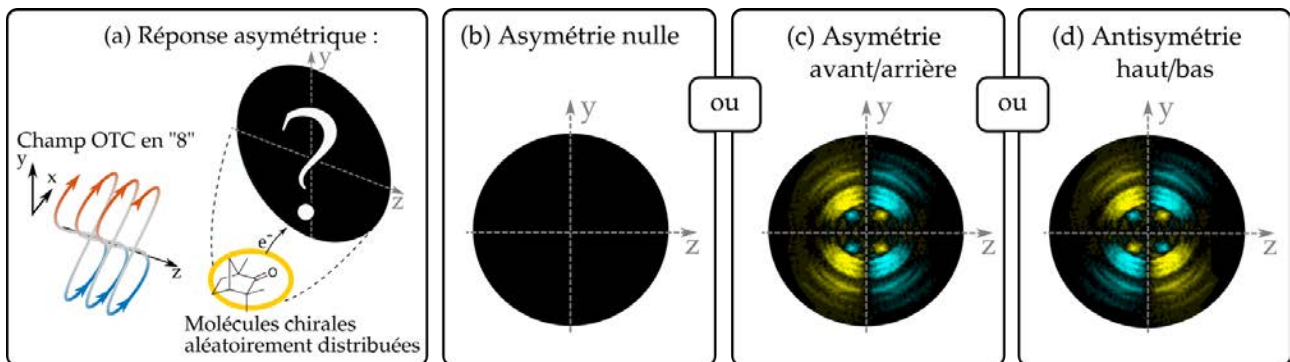 (a) Réponse asymétrique :
y
?
z
Champ OTC en "8"
y
x
z
e-
O
Molécules chirales
aléatoirement distribuées
(b) Asymétrie nulle
y
z
ou
(c) Asymétrie
avant/arrière
y
z
ou
(d) Antisymétrie
haut/bas
y
z